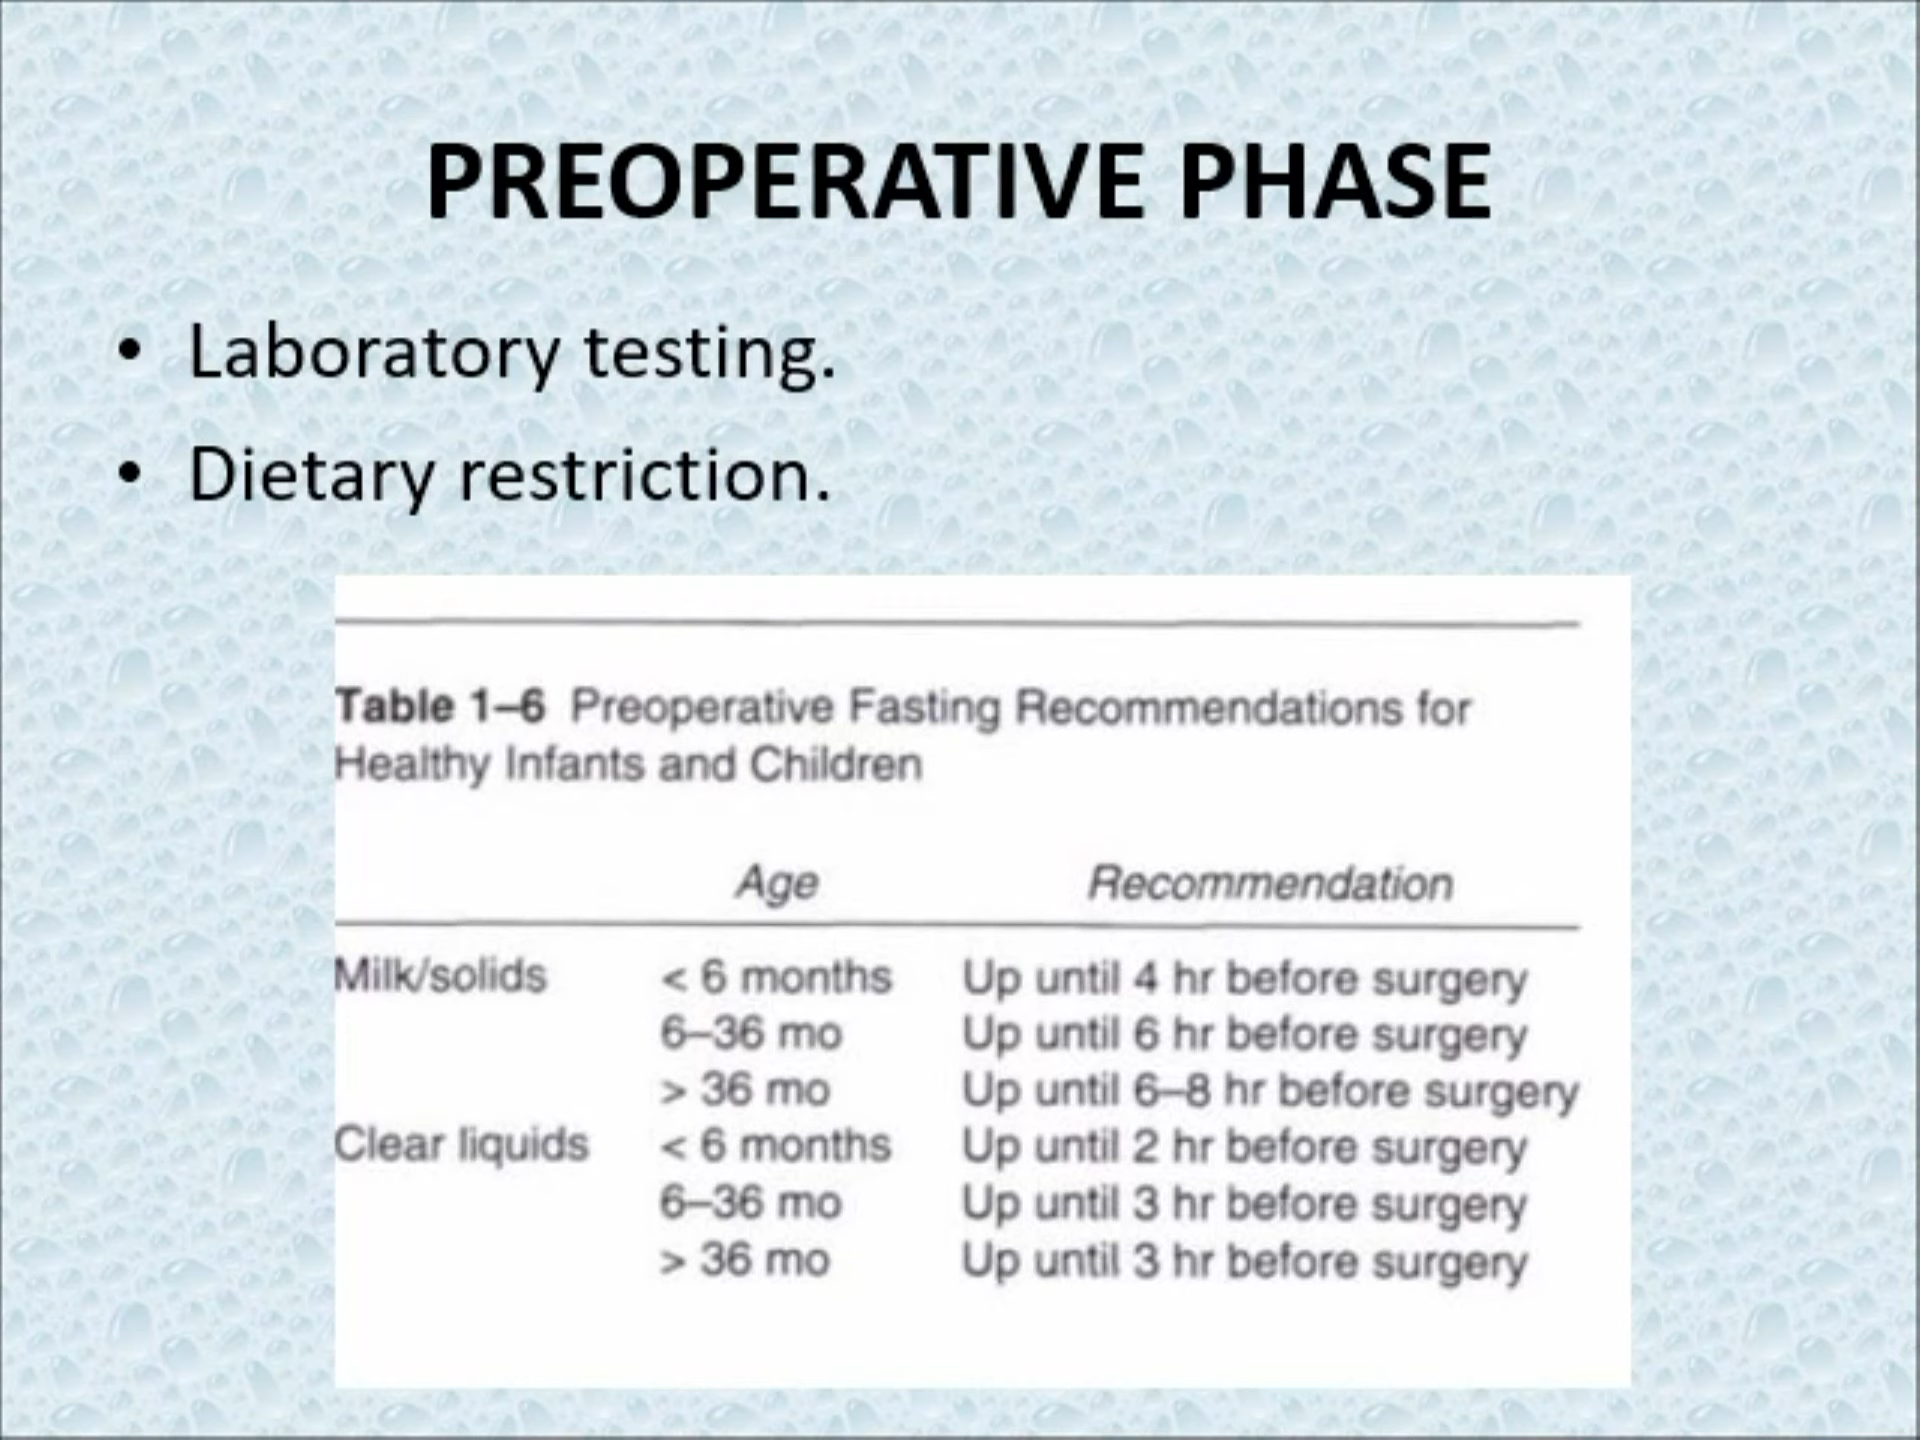 PREOPERATIVE PHASE
• Laboratory testing.
• Dietary restriction.
Table 1–6 Preoperative Fasting Recommendations for
Healthy Infants and Children
Age Recommendation
Milk/solids < 6 months Up until 4 hr before surgery
6–36 mo Up until 6 hr before surgery
> 36 mo Up until 6–8 hr before surgery
Clear liquids < 6 months Up until 2 hr before surgery
6–36 mo Up until 3 hr before surgery
> 36 mo Up until 3 hr before surgery